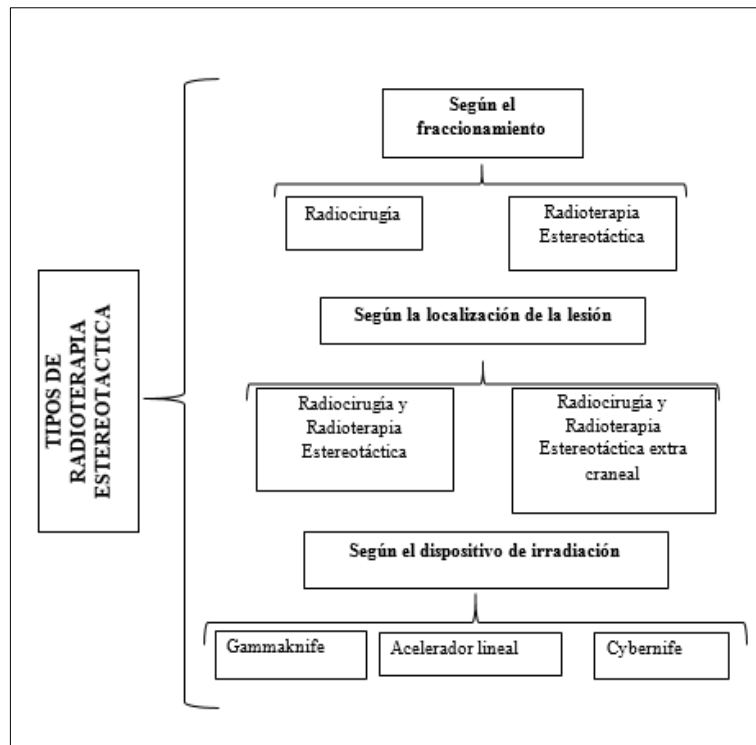 TIPOS DE
RADIOTERAPIA
ESTEREOTACTICA
Según el
fraccionamiento
Radiocirugía
Radioterapia
Estereotáctica
Según la localización de la lesión
Radiocirugía y
Radioterapia
Estereotáctica
Radiocirugía y
Radioterapia
Estereotáctica extra
craneal
Según el dispositivo de irradiación
Gammaknife
Acelerador lineal
Cybernife